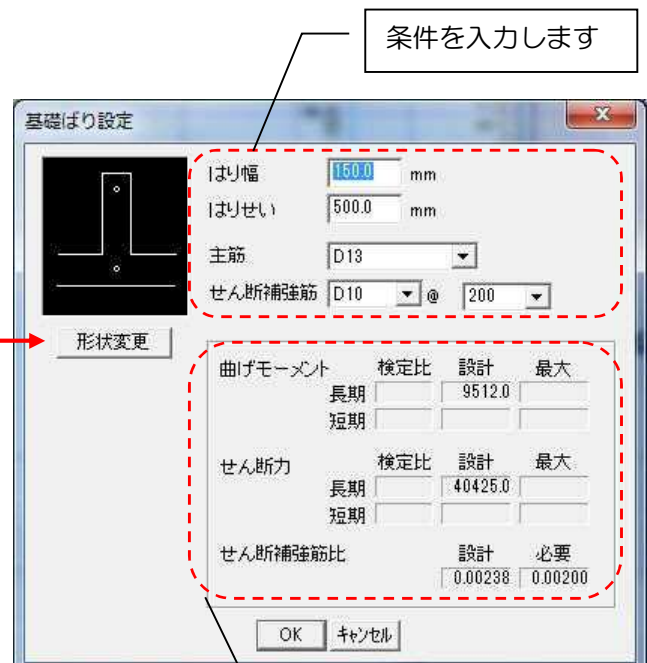 条件を入力します
基礎ばり設定
はり幅 150.0 mm
はりせい 500.0 mm
主筋 D13
せん断補強筋 D10 @ 200
形状変更
曲げモーメント 検定比 設計 最大
長期 9512.0
短期
せん断力 検定比 設計 最大
長期 40425.0
短期
せん断補強筋比 設計 必要
0.00238 0.00200
OK キャンセル